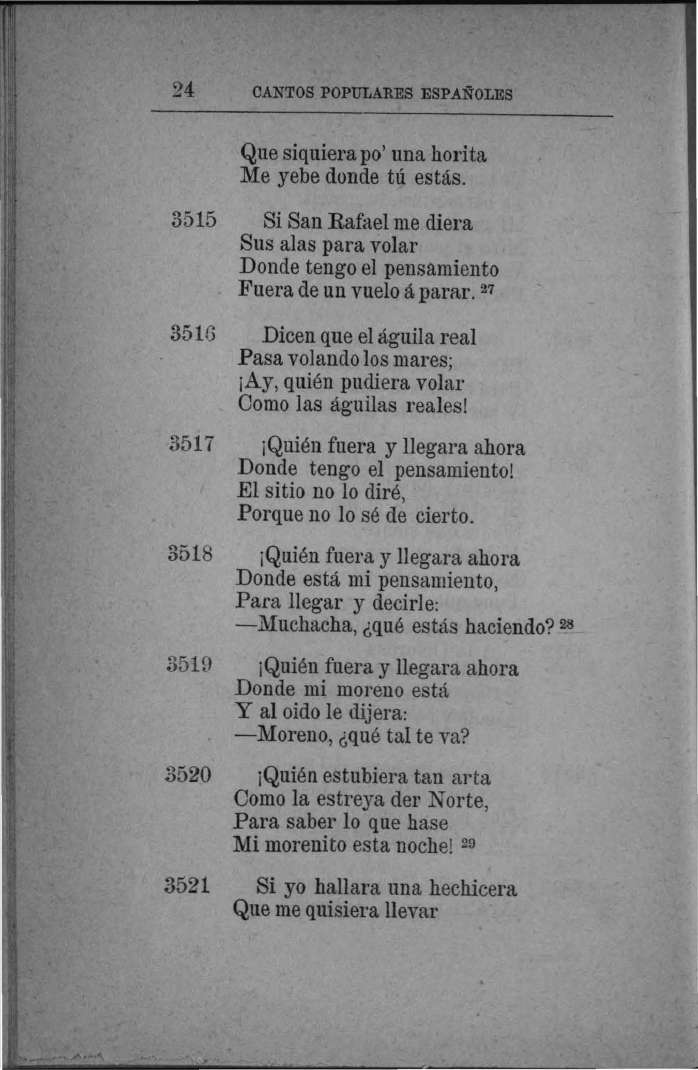 24 CANTOS POPULARES ESPAÑOLES
Que siquiera po' una horita
Me yebe donde tú estás.
3515 Si San Rafael me diera
Sus alas para volar
Donde tengo el pensamiento
Fuera de un vuelo á parar. 27
3516 Dicen que el águila real
Pasa volando los mares;
¡Ay, quién pudiera volar
Como las águilas reales!
3517 ¡Quién fuera y llegara ahora
Donde tengo el pensamiento!
El sitio no lo diré,
Porque no lo sé de cierto.
3518 ¡Quién fuera y llegara ahora
Donde está mi pensamiento,
Para llegar y decirle:
—Muchacha, ¿qué estás haciendo? 28
3519 ¡Quién fuera y llegara ahora
Donde mi moreno está
Y al oido le dijera:
—Moreno, ¿qué tal te va?
3520 ¡Quién estubiera tan arta
Como la estreya der Norte,
Para saber lo que hase
Mi morenito esta noche! 29
3521 Si yo hallara una hechicera
Que me quisiera llevar